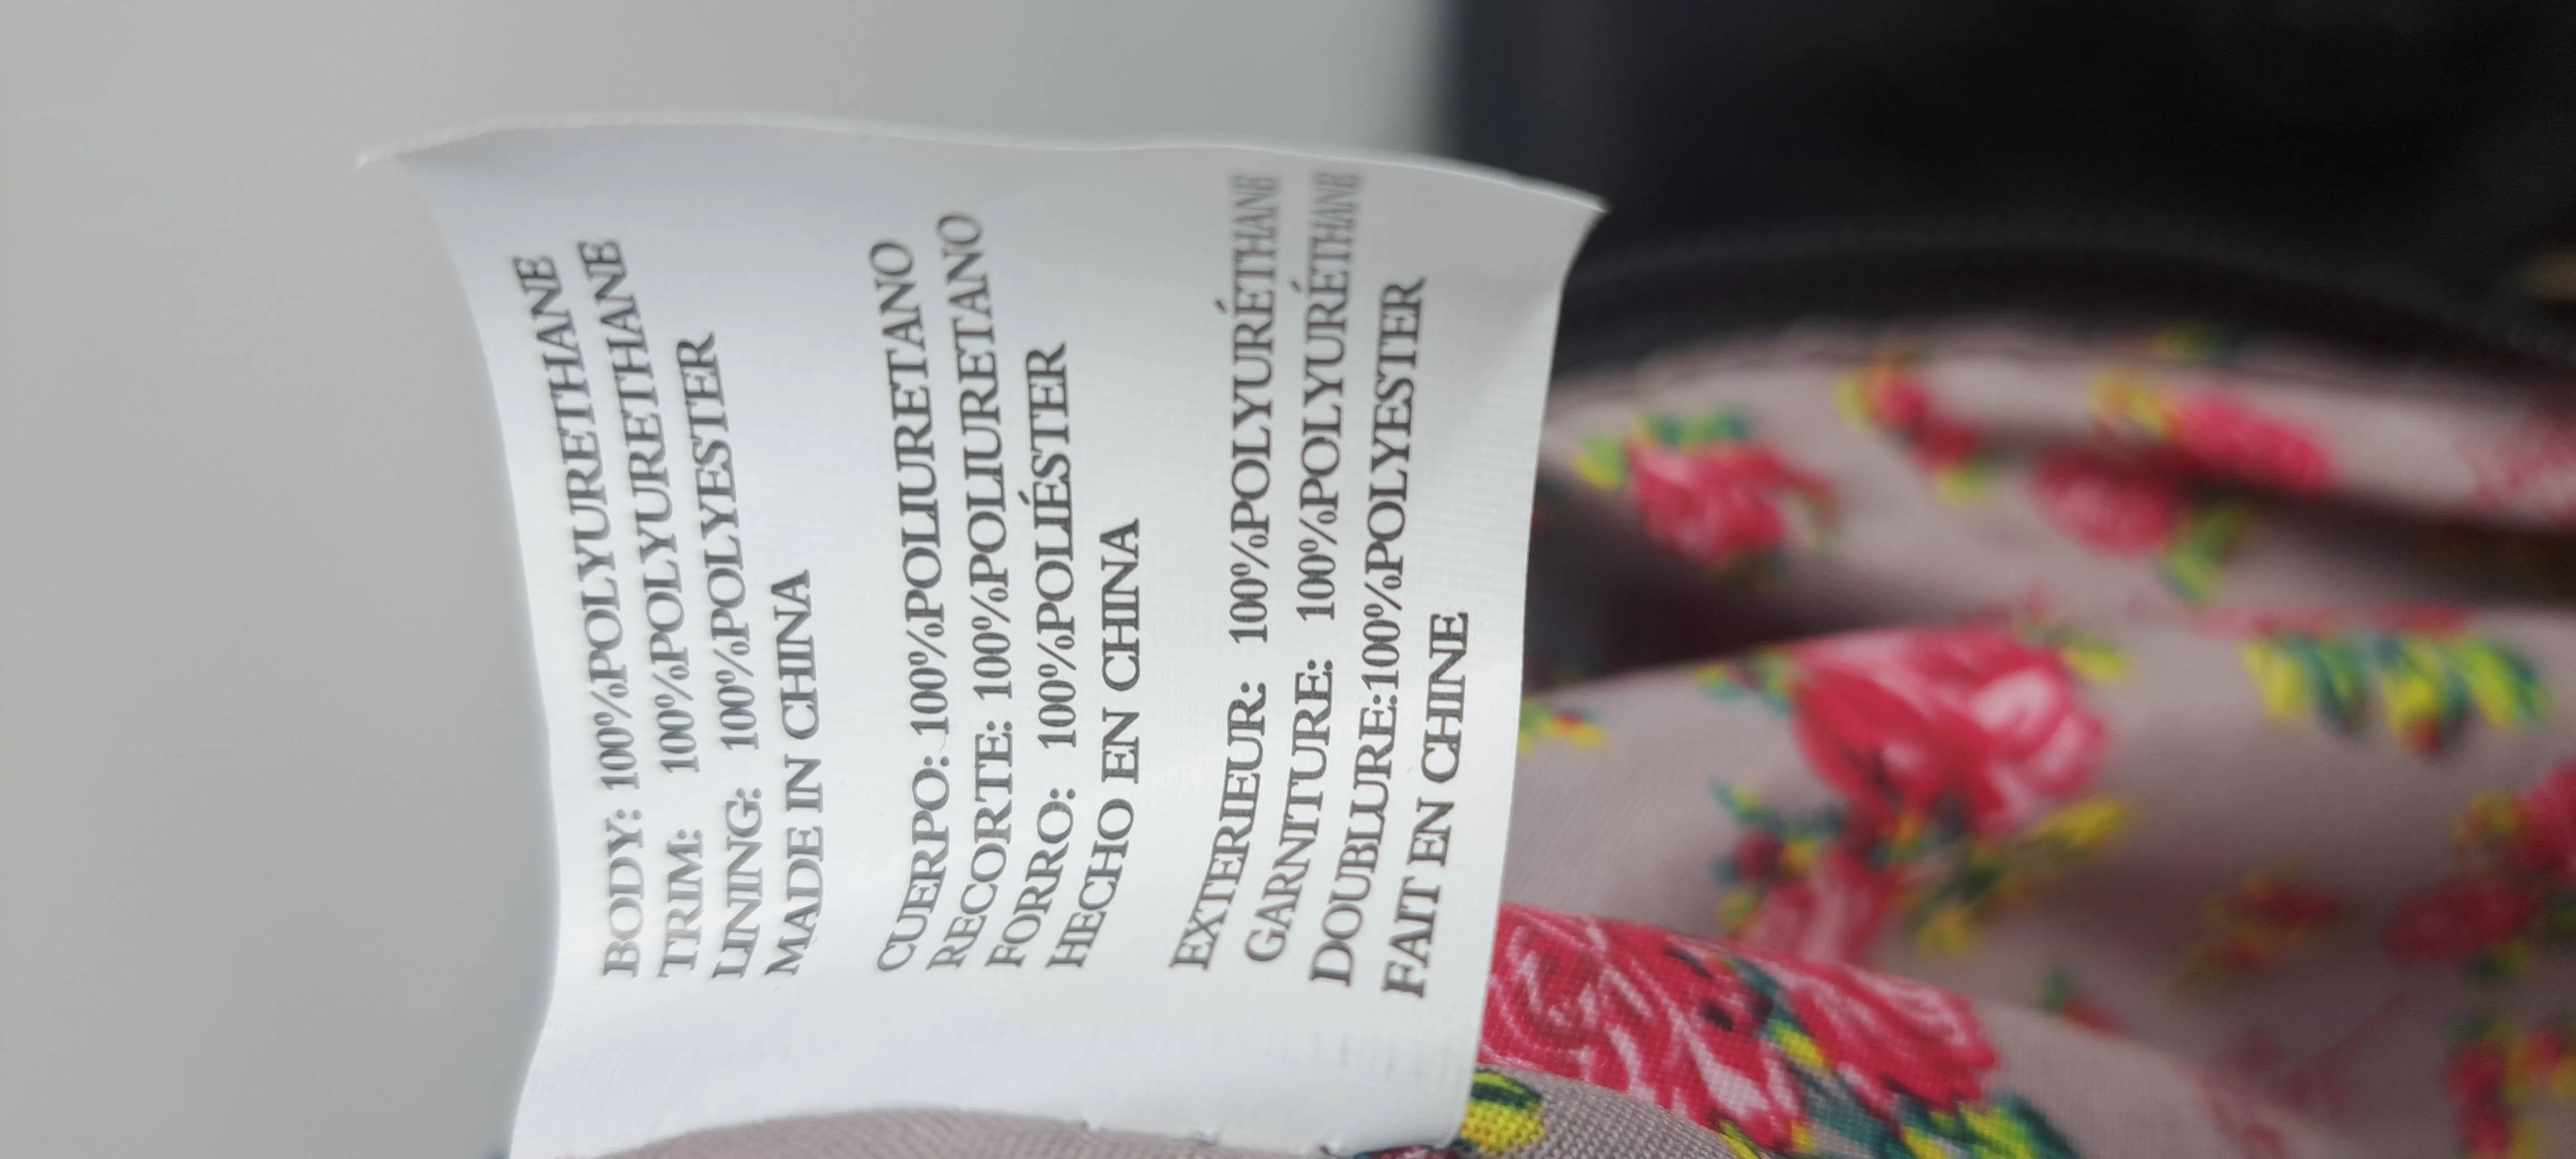 BODY: 100%POLYURETHANE
TRIM: 100%POLYURETHANE
LINING: 100%POLYESTER
MADE IN CHINA
CUERPO: 100%POLIURETANO
RECORTE: 100%POLIURETANO
FORRO: 100%POLIÉSTER
HECHO EN CHINA
EXTERIEUR: 100%POLYURÉTHANE
GARNITURE: 100%POLYURÉTHANE
DOUBLURE:100%POLYESTER
FAIT EN CHINE